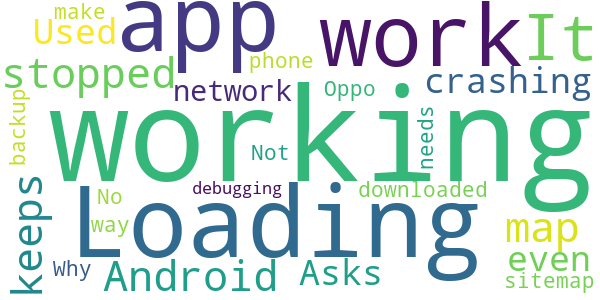 make
Used
app
work
It
stopped
phone
network
Oppo
crashing
backup
working
Not
needs
keeps
No
way
debugging
downloaded
Loading
map
Why
Android
Asks
even
sitemap